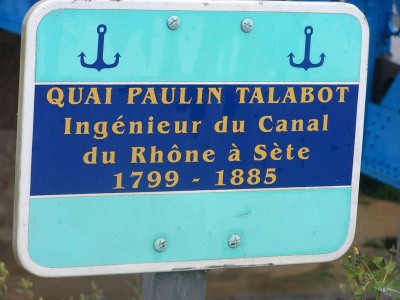 QUAI PAULIN TALABOT
Ingénieur du Canal
du Rhône à Sète
1799 - 1885